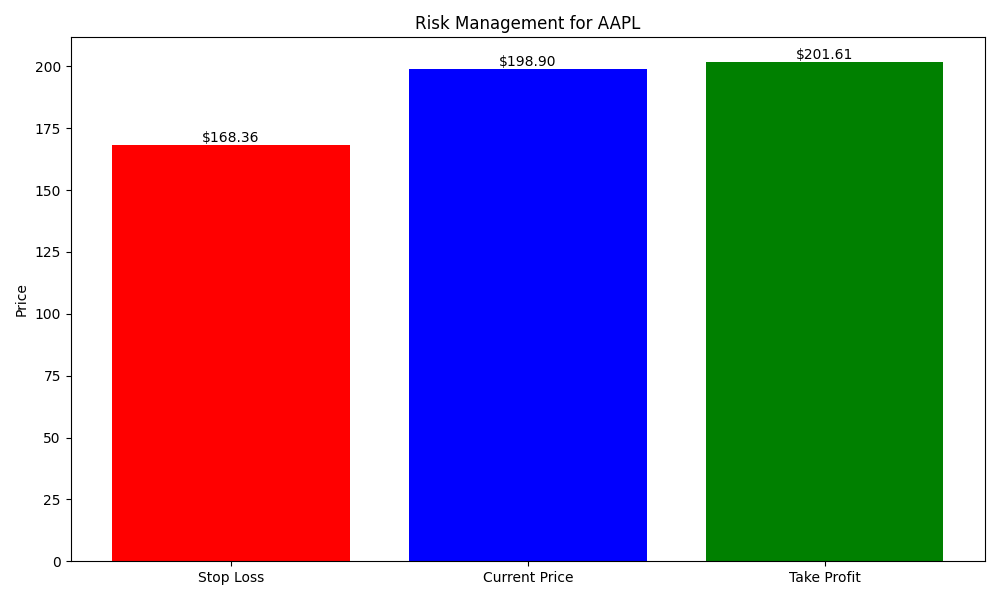 Risk Management for AAPL
$168.36
$198.90
$201.61
Price
200
175
150
125
100
75
50
25
0
Stop Loss
Current Price
Take Profit